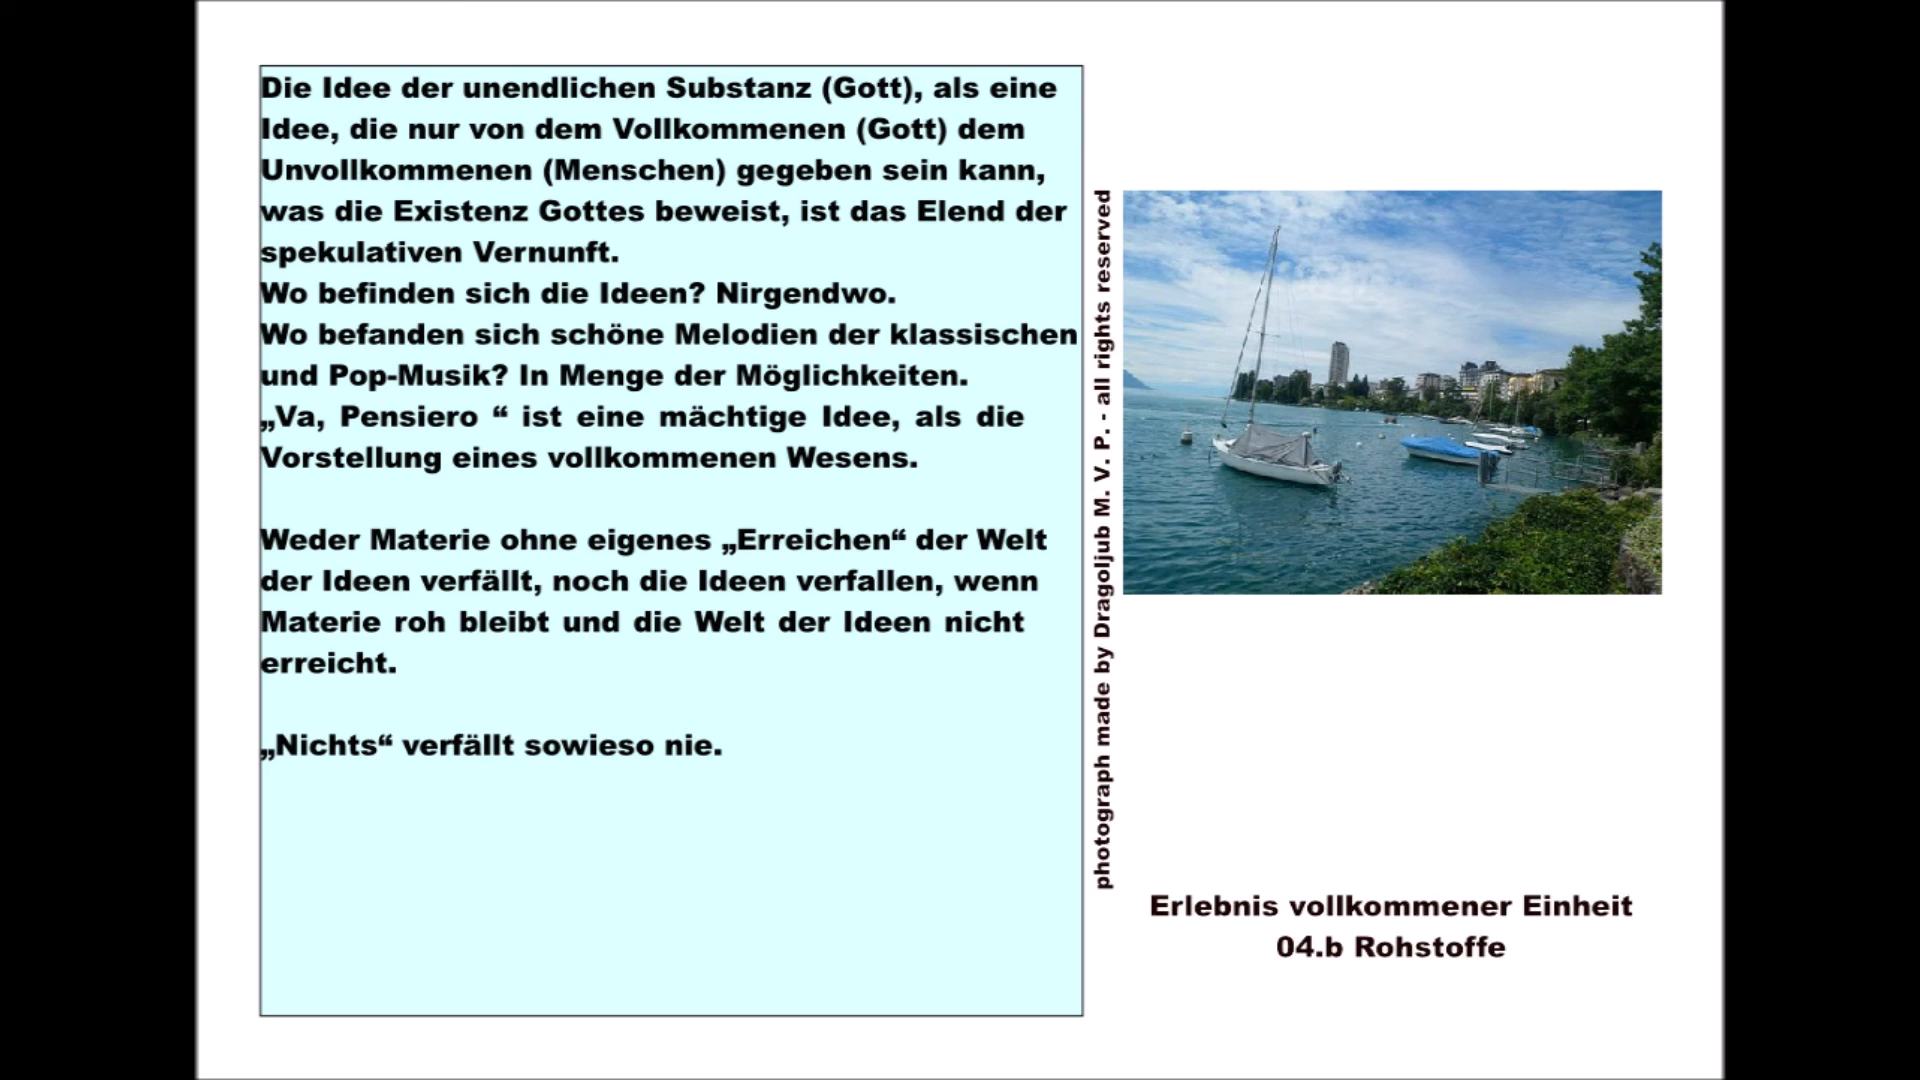 Die Idee der unendlichen Substanz (Gott), als eine
Idee, die nur von dem Vollkommenen (Gott) dem
Unvollkommenen (Menschen) gegeben sein kann,
was die Existenz Gottes beweist, ist das Elend der
spekulativen Vernunft.
Wo befinden sich die Ideen? Nirgendwo.
Wo befanden sich schöne Melodien der klassischen
und Pop-Musik? In Menge der Möglichkeiten.
„Va, Pensiero “ ist eine mächtige Idee, als die
Vorstellung eines vollkommenen Wesens.
Weder Materie ohne eigenes „Erreichen“ der Welt
der Ideen verfällt, noch die Ideen verfallen, wenn
Materie roh bleibt und die Welt der Ideen nicht
erreicht.
„Nichts“ verfällt sowieso nie.
photograph made by Dragoljub M. V. P. - all rights reserved
Erlebnis vollkommener Einheit
04.b Rohstoffe